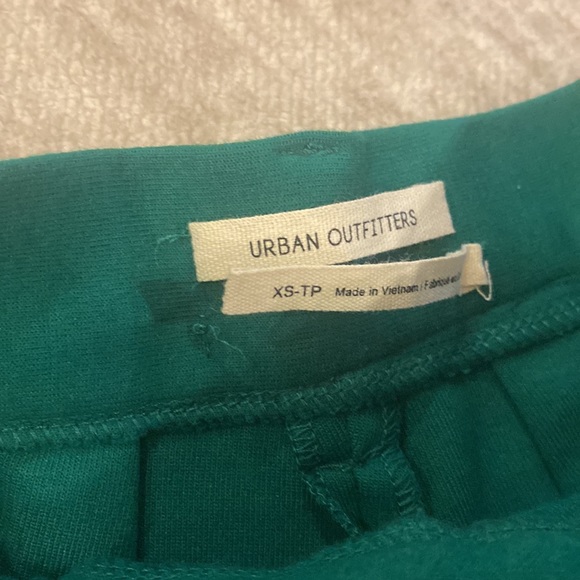 URBAN OUTFITTERS
XS-TP Made in Vietnam